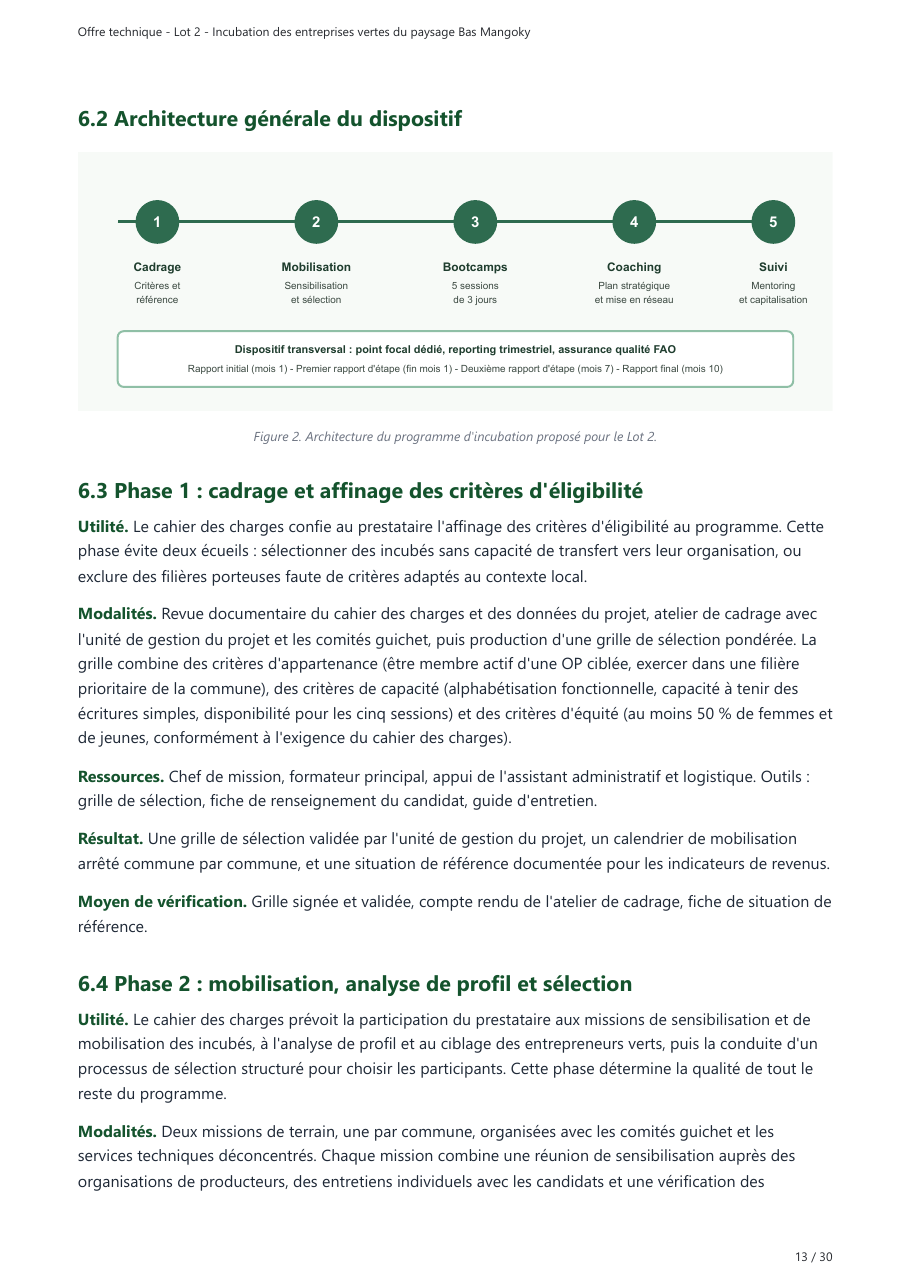 Offre technique - Lot 2 - Incubation des entreprises vertes du paysage Bas Mangoky
6.2 Architecture générale du dispositif
1 2 3 4 5
Cadrage Mobilisation Bootcamps Coaching Suivi
Critères et Sensibilisation 5 sessions Plan stratégique Mentoring
référence et sélection de 3 jours et mise en réseau et capitalisation
Dispositif transversal : point focal dédié, reporting trimestriel, assurance qualité FAO
Rapport initial (mois 1) - Premier rapport d'étape (fin mois 1) - Deuxième rapport d'étape (mois 7) - Rapport final (mois 10)
Figure 2. Architecture du programme d'incubation proposé pour le Lot 2.
6.3 Phase 1 : cadrage et affinage des critères d'éligibilité
Utilité. Le cahier des charges confie au prestataire l'affinage des critères d'éligibilité au programme. Cette
phase évite deux écueils : sélectionner des incubés sans capacité de transfert vers leur organisation, ou
exclure des filières porteuses faute de critères adaptés au contexte local.
Modalités. Revue documentaire du cahier des charges et des données du projet, atelier de cadrage avec
l'unité de gestion du projet et les comités guichet, puis production d'une grille de sélection pondérée. La
grille combine des critères d'appartenance (être membre actif d'une OP ciblée, exercer dans une filière
prioritaire de la commune), des critères de capacité (alphabétisation fonctionnelle, capacité à tenir des
écritures simples, disponibilité pour les cinq sessions) et des critères d'équité (au moins 50 % de femmes et
de jeunes, conformément à l'exigence du cahier des charges).
Ressources. Chef de mission, formateur principal, appui de l'assistant administratif et logistique. Outils :
grille de sélection, fiche de renseignement du candidat, guide d'entretien.
Résultat. Une grille de sélection validée par l'unité de gestion du projet, un calendrier de mobilisation
arrêté commune par commune, et une situation de référence documentée pour les indicateurs de revenus.
Moyen de vérification. Grille signée et validée, compte rendu de l'atelier de cadrage, fiche de situation de
référence.
6.4 Phase 2 : mobilisation, analyse de profil et sélection
Utilité. Le cahier des charges prévoit la participation du prestataire aux missions de sensibilisation et de
mobilisation des incubés, à l'analyse de profil et au ciblage des entrepreneurs verts, puis la conduite d'un
processus de sélection structuré pour choisir les participants. Cette phase détermine la qualité de tout le
reste du programme.
Modalités. Deux missions de terrain, une par commune, organisées avec les comités guichet et les
services techniques déconcentrés. Chaque mission combine une réunion de sensibilisation auprès des
organisations de producteurs, des entretiens individuels avec les candidats et une vérification des
13 / 30